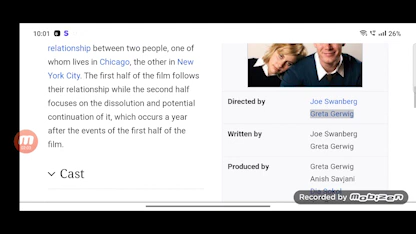 10:01 S 26%
relationship between two people, one of
whom lives in Chicago, the other in New
York City. The first half of the film follows
their relationship while the second half
focuses on the dissolution and potential
continuation of it, which occurs a year
after the events of the first half of the
film.
Cast
Directed by Joe Swanberg
Greta Gerwig
Written by Joe Swanberg
Greta Gerwig
Produced by Greta Gerwig
Anish Savjani
Recorded by Mobizen